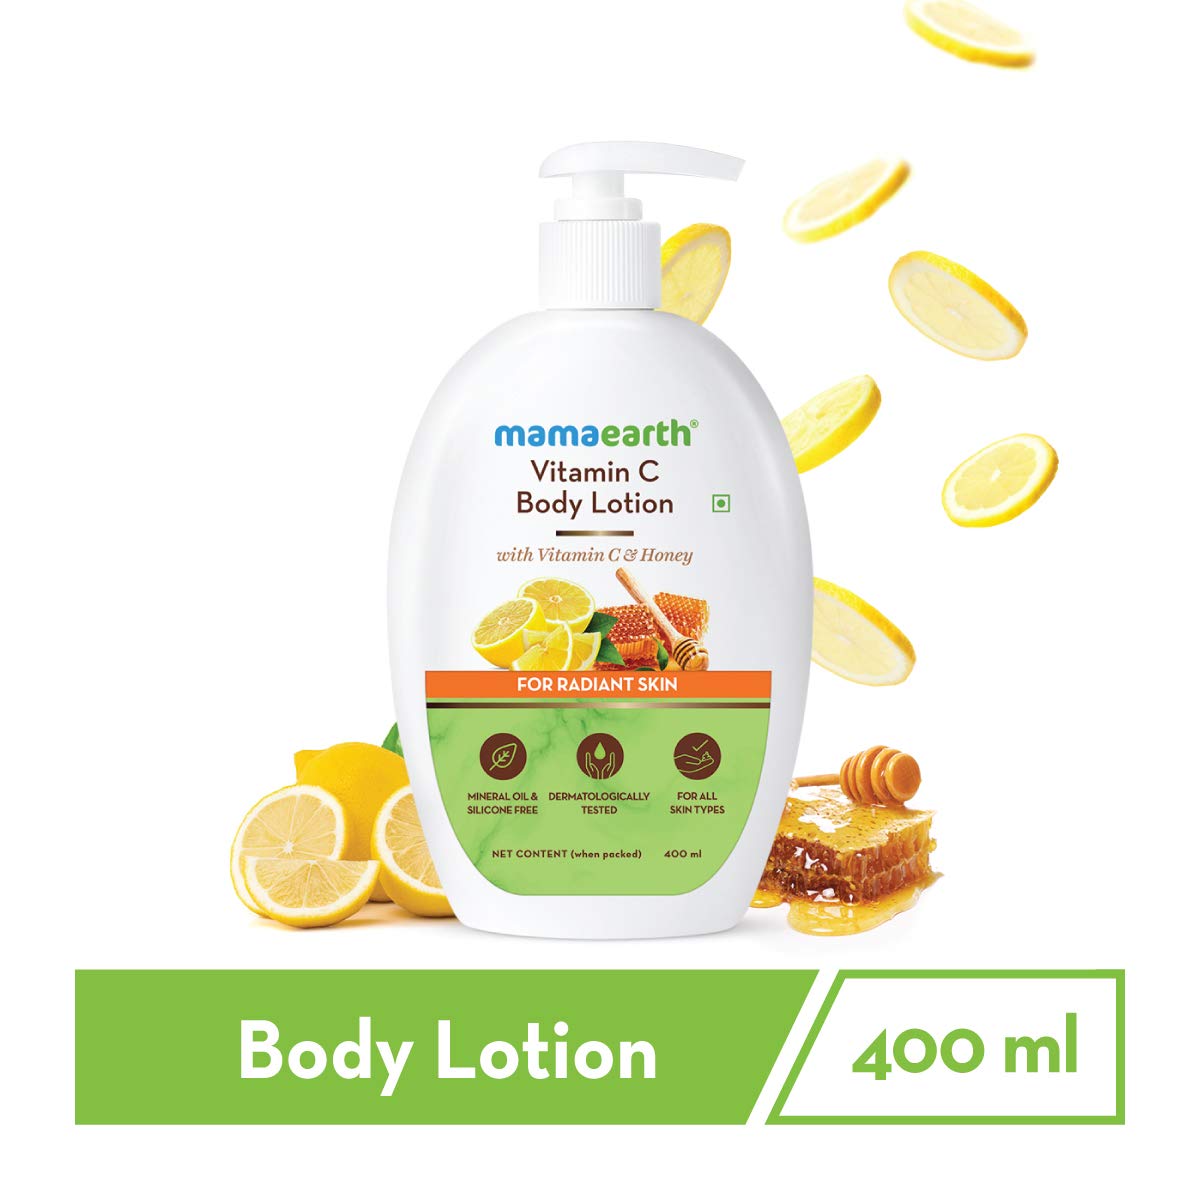 mamaearth®
Vitamin C
Body Lotion
with Vitamin C & Honey
FOR RADIANT SKIN
MINERAL OIL &
SILICONE FREE
DERMATOLOGICALLY
TESTED
FOR ALL
SKIN TYPES
NET CONTENT (when packed) 400 ml
Body Lotion
400 ml